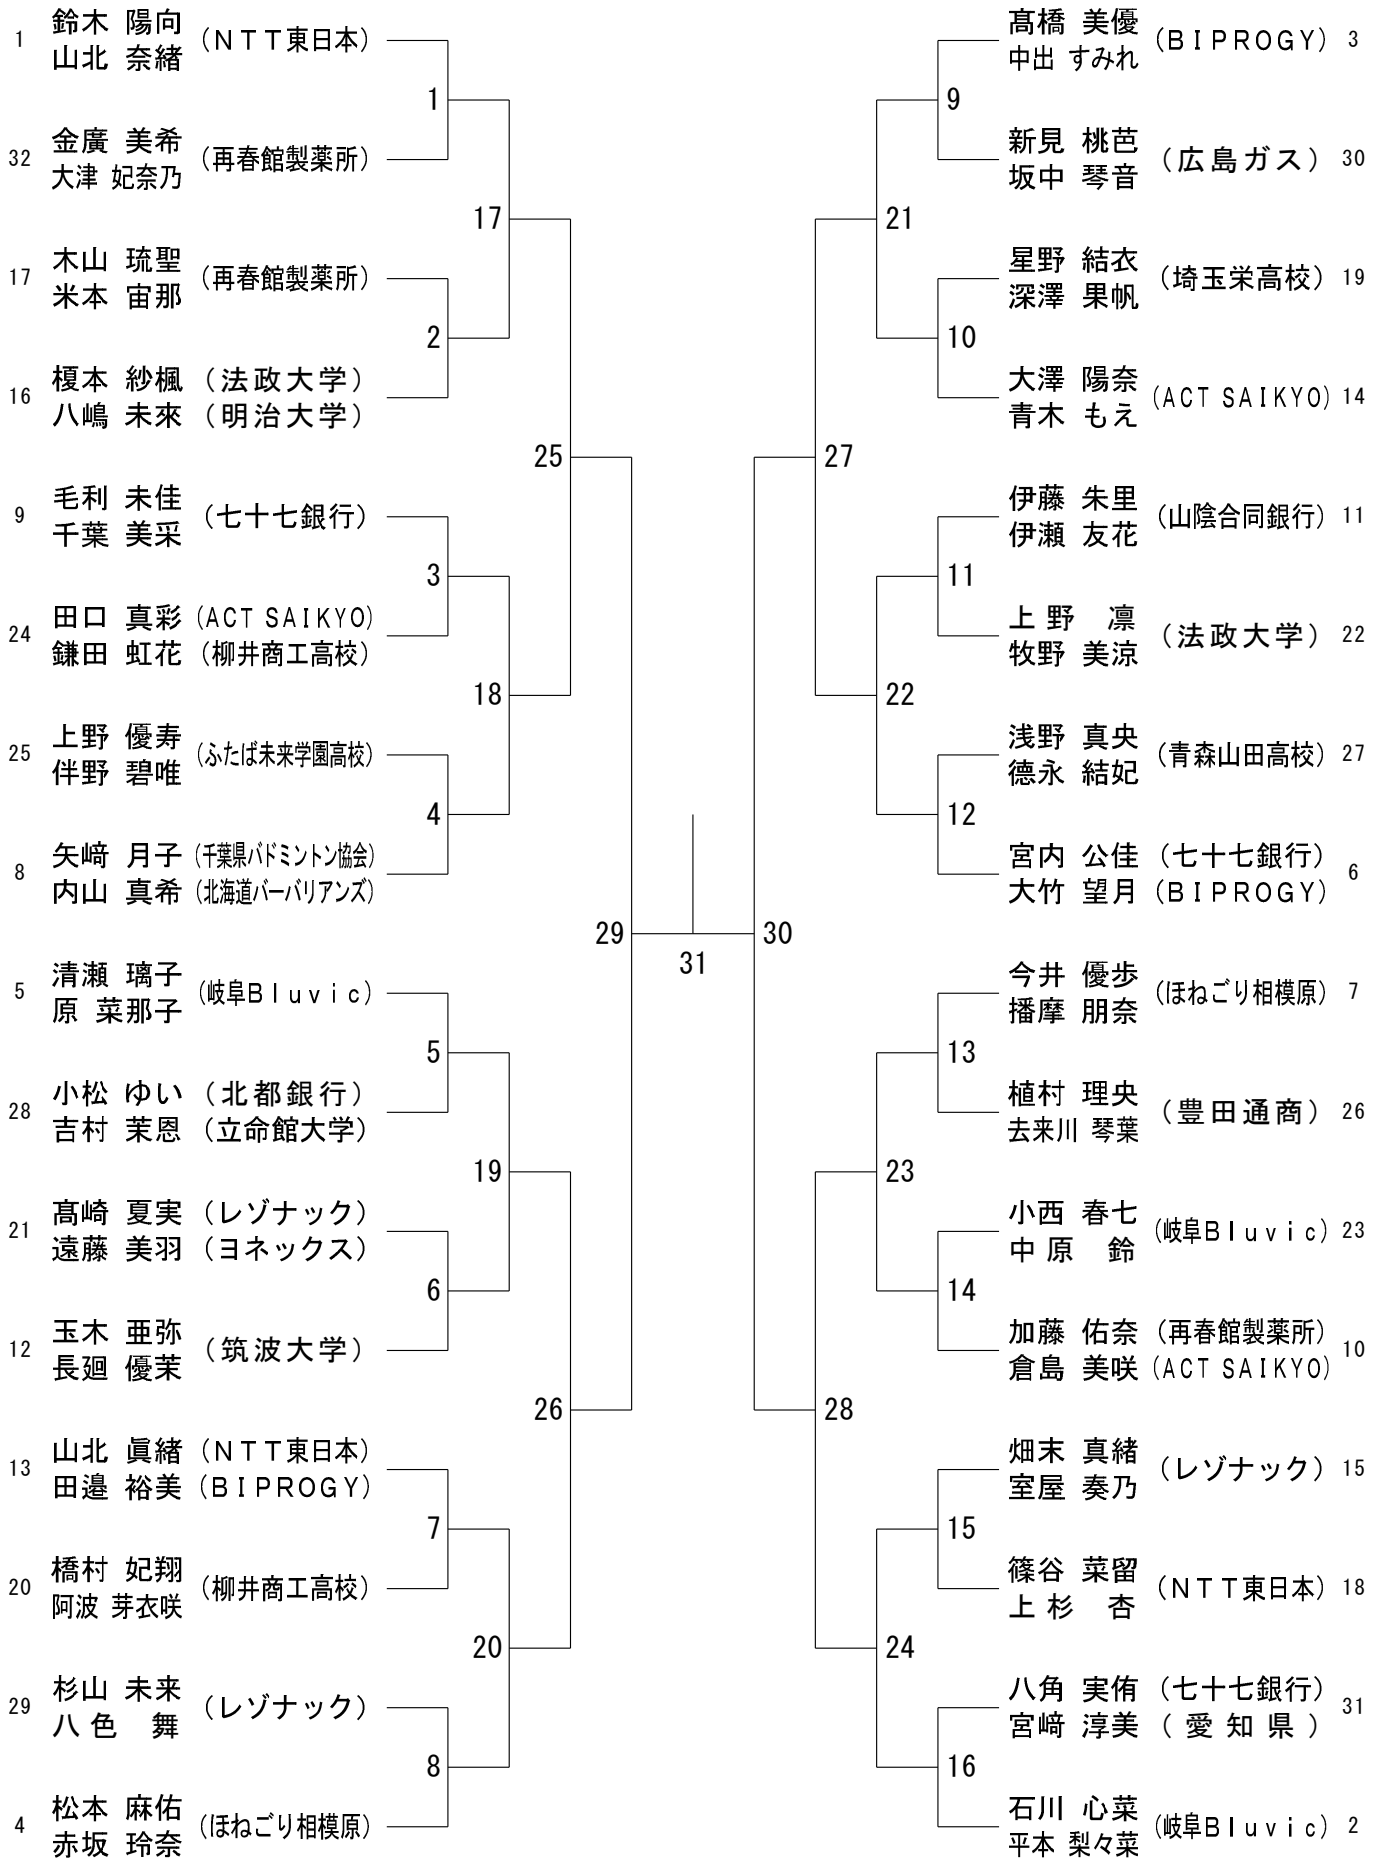 1 鈴木 陽向 (NTT東日本)
山北 奈緒
1
32 金廣 美希 (再春館製薬所)
大津 妃奈乃
17
17 木山 琉聖 (再春館製薬所)
米本 宙那
2
16 榎本 紗楓 (法政大学)
八嶋 未來 (明治大学)
25
9 毛利 未佳 (七十七銀行)
千葉 美采
3
24 田口 真彩 (ACT SAIKYO)
鎌田 虹花 (柳井商工高校)
18
25 上野 優寿 (ふたば未来学園高校)
伴野 碧唯
4
8 矢﨑 月子 (千葉県バドミントン協会)
内山 真希 (北海道バーバリアンズ)
29
5 清瀬 璃子 (岐阜Bluvic)
原 菜那子
5
28 小松 ゆい (北都銀行)
吉村 茉恩 (立命館大学)
19
21 髙崎 夏実 (レゾナック)
遠藤 美羽 (ヨネックス)
6
12 玉木 亜弥 (筑波大学)
長廻 優茉
26
13 山北 眞緒 (NTT東日本)
田邉 裕美 (BIPROGY)
7
20 橋村 妃翔 (柳井商工高校)
阿波 芽衣咲
20
29 杉山 未来 (レゾナック)
八色 舞
8
4 松本 麻佑 (ほねごり相模原)
赤坂 玲奈
31
髙橋 美優 (BIPROGY) 3
中出 すみれ
9
新見 桃芭 (広島ガス) 30
坂中 琴音
21
星野 結衣 (埼玉栄高校) 19
深澤 果帆
10
大澤 陽奈 (ACT SAIKYO) 14
青木 もえ
27
伊藤 朱里 (山陰合同銀行) 11
伊瀬 友花
11
上野 凛 (法政大学) 22
牧野 美涼
22
浅野 真央 (青森山田高校) 27
德永 結妃
12
宮内 公佳 (七十七銀行) 6
大竹 望月 (BIPROGY)
30
今井 優歩 (ほねごり相模原) 7
播摩 朋奈
13
植村 理央 (豊田通商) 26
去来川 琴葉
23
小西 春七 (岐阜Bluvic) 23
中原 鈴
14
加藤 佑奈 (再春館製薬所) 10
倉島 美咲 (ACT SAIKYO)
28
畑末 真緒 (レゾナック) 15
室屋 奏乃
15
篠谷 菜留 (NTT東日本) 18
上杉 杏
24
八角 実侑 (七十七銀行) 31
宮﨑 淳美 (愛知県)
16
石川 心菜 (岐阜Bluvic) 2
平本 梨々菜